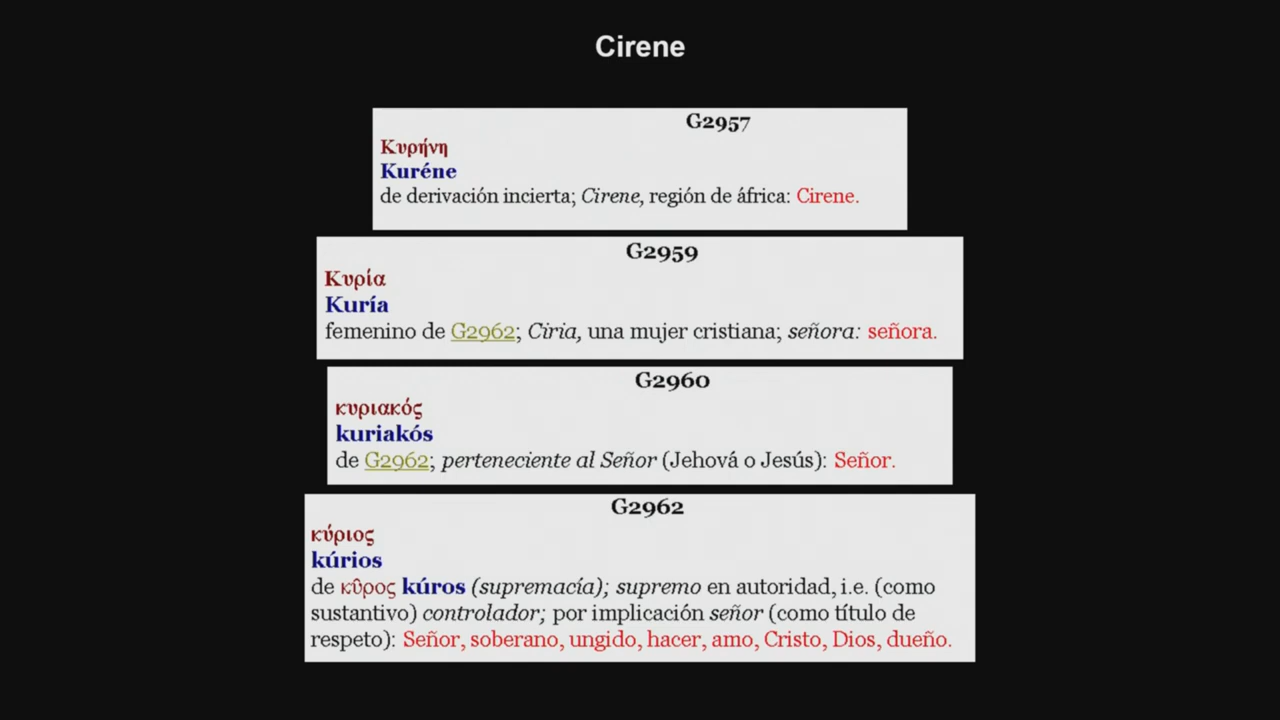 Cirene
G2957
Κυρήνη
Kuréne
de derivación incierta; Cirene, región de áfrica: Cirene.
G2959
Κυρία
Kuría
femenino de G2962; Ciria, una mujer cristiana; señora: señora.
G2960
κυριακός
kuriakós
de G2962; perteneciente al Señor (Jehová o Jesús): Señor.
G2962
κύριος
kúrios
de κῦρος kúros (supremacía); supremo en autoridad, i.e. (como
sustantivo) controlador; por implicación señor (como título de
respeto): Señor, soberano, ungido, hacer, amo, Cristo, Dios, dueño.